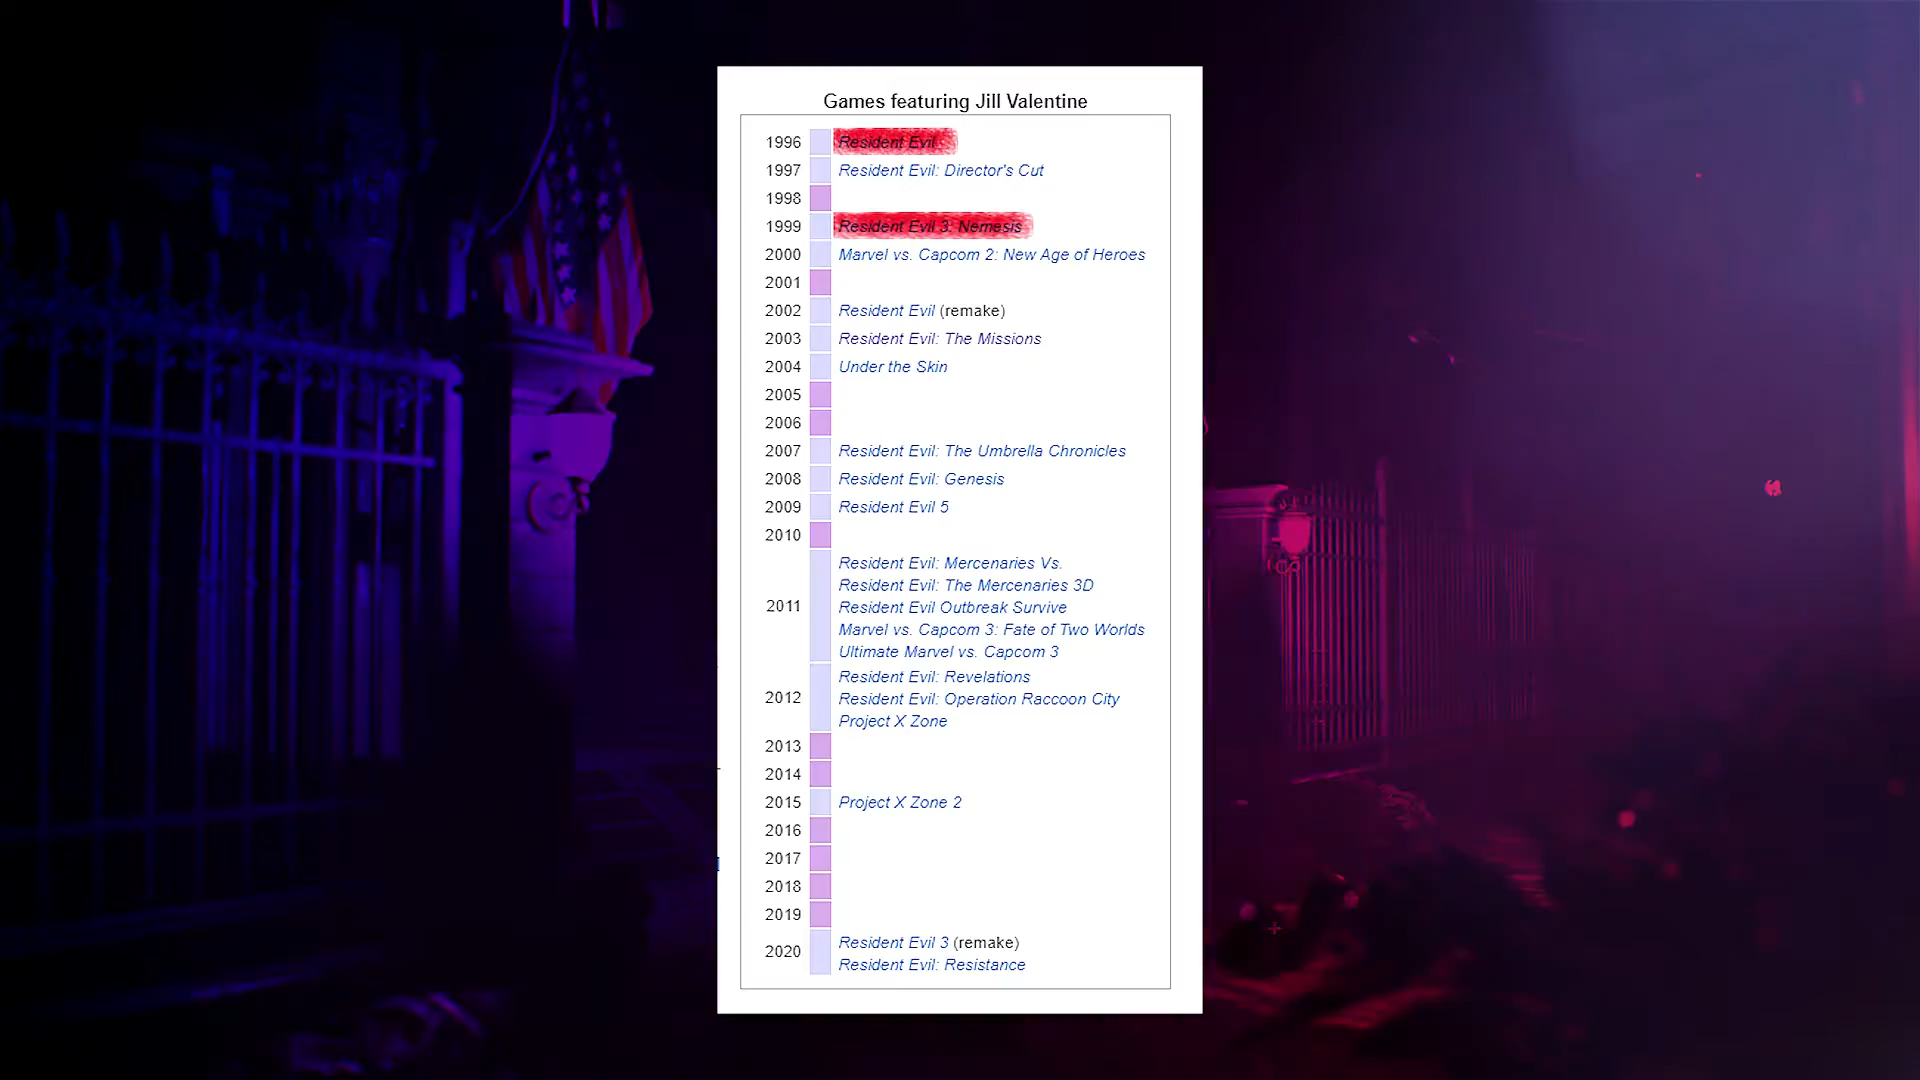 Games featuring Jill Valentine
1996 Resident Evil
1997 Resident Evil: Director's Cut
1998
1999 Resident Evil 3: Nemesis
2000 Marvel vs. Capcom 2: New Age of Heroes
2001
2002 Resident Evil (remake)
2003 Resident Evil: The Missions
2004 Under the Skin
2005
2006
2007 Resident Evil: The Umbrella Chronicles
2008 Resident Evil: Genesis
2009 Resident Evil 5
2010
2011
Resident Evil: Mercenaries Vs.
Resident Evil: The Mercenaries 3D
Resident Evil Outbreak Survive
Marvel vs. Capcom 3: Fate of Two Worlds
Ultimate Marvel vs. Capcom 3
2012
Resident Evil: Revelations
Resident Evil: Operation Raccoon City
Project X Zone
2013
2014
2015 Project X Zone 2
2016
2017
2018
2019
2020
Resident Evil 3 (remake)
Resident Evil: Resistance